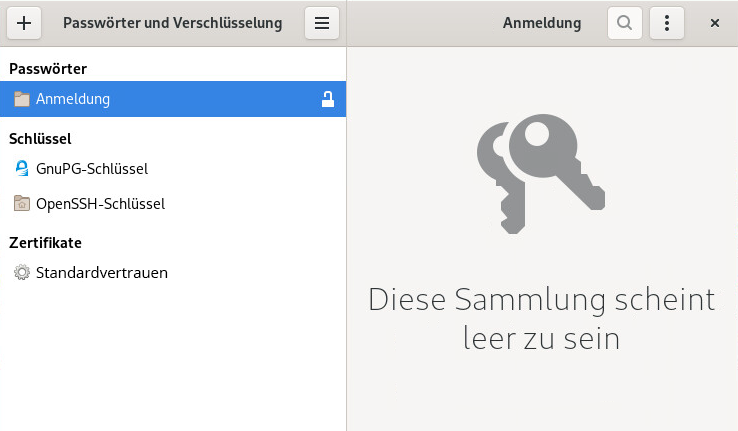 Passwörter und Verschlüsselung
Anmeldung
Passwörter
Anmeldung
Schlüssel
GnuPG-Schlüssel
OpenSSH-Schlüssel
Zertifikate
Standardvertrauen
Diese Sammlung scheint
leer zu sein